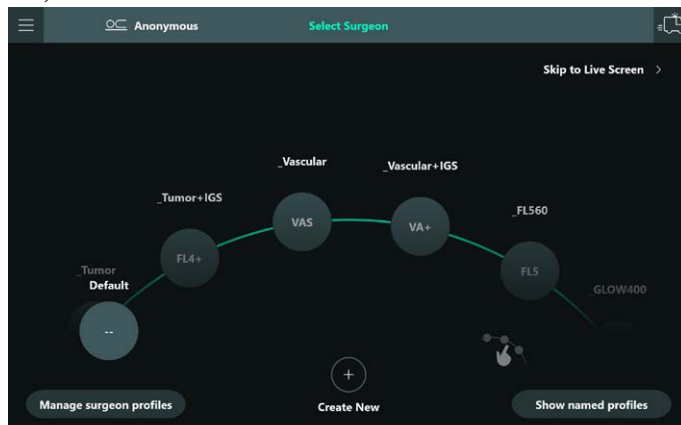 Anonymous
Select Surgeon
Skip to Live Screen
_Vascular
_Vascular+IGS
_Tumor+IGS
VAS
VA+
_FL560
FL4+
FL5
_Tumor
Default
_GLOW400
--
+
Create New
Manage surgeon profiles
Show named profiles